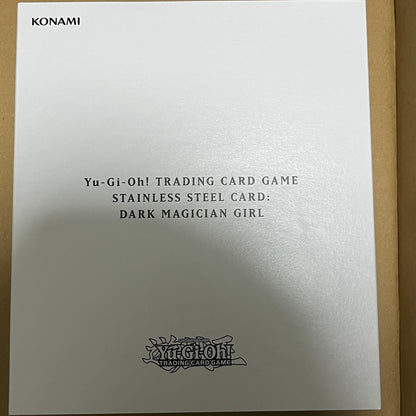 KONAMI
Yu-Gi-Oh! TRADING CARD GAME
STAINLESS STEEL CARD:
DARK MAGICIAN GIRL
Yu-Gi-Oh!
TRADING CARD GAME